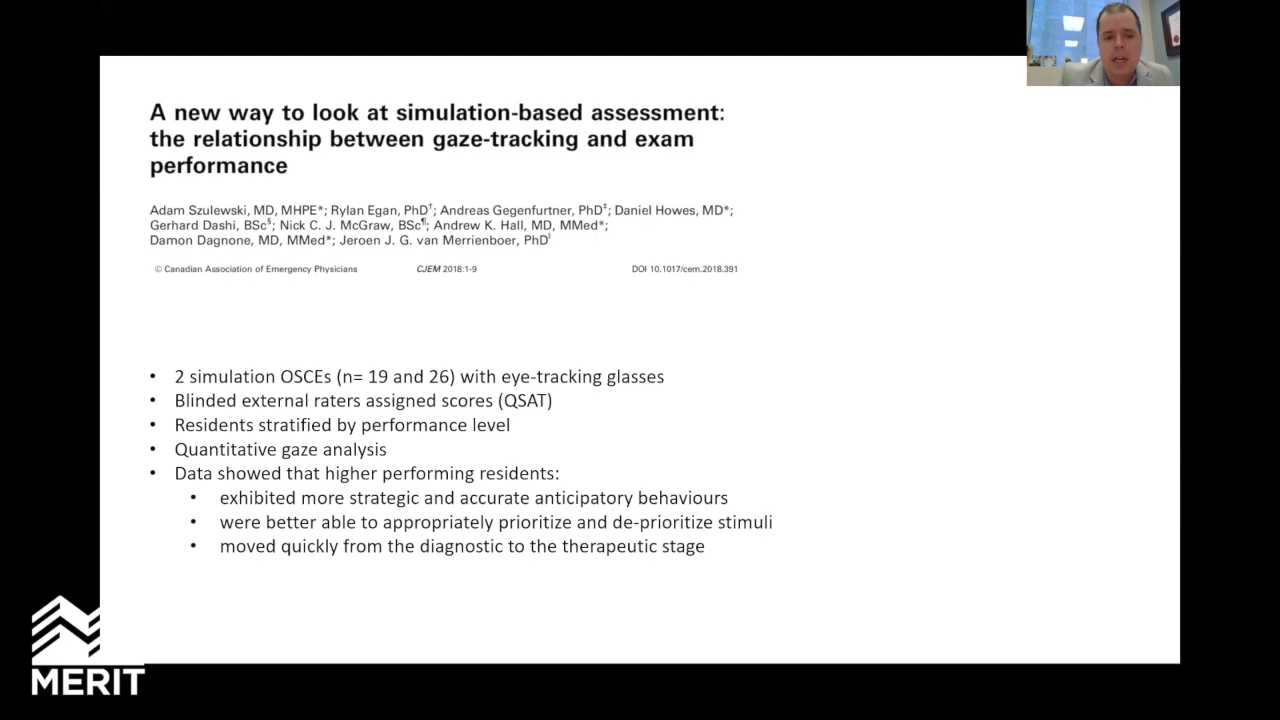 A new way to look at simulation-based assessment:
the relationship between gaze-tracking and exam
performance
Adam Szulewski, MD, MHPE*; Rylan Egan, PhD†; Andreas Gegenfurtner, PhD‡; Daniel Howes, MD*;
Gerhard Dashi, BSc§; Nick C. J. McGraw, BSc¶; Andrew K. Hall, MD, MMed*;
Damon Dagnone, MD, MMed*; Jeroen J. G. van Merrienboer, PhD‖
© Canadian Association of Emergency Physicians CJEM 2018:1-9 DOI 10.1017/cem.2018.391
• 2 simulation OSCEs (n= 19 and 26) with eye-tracking glasses
• Blinded external raters assigned scores (QSAT)
• Residents stratified by performance level
• Quantitative gaze analysis
• Data showed that higher performing residents:
• exhibited more strategic and accurate anticipatory behaviours
• were better able to appropriately prioritize and de-prioritize stimuli
• moved quickly from the diagnostic to the therapeutic stage
MERIT